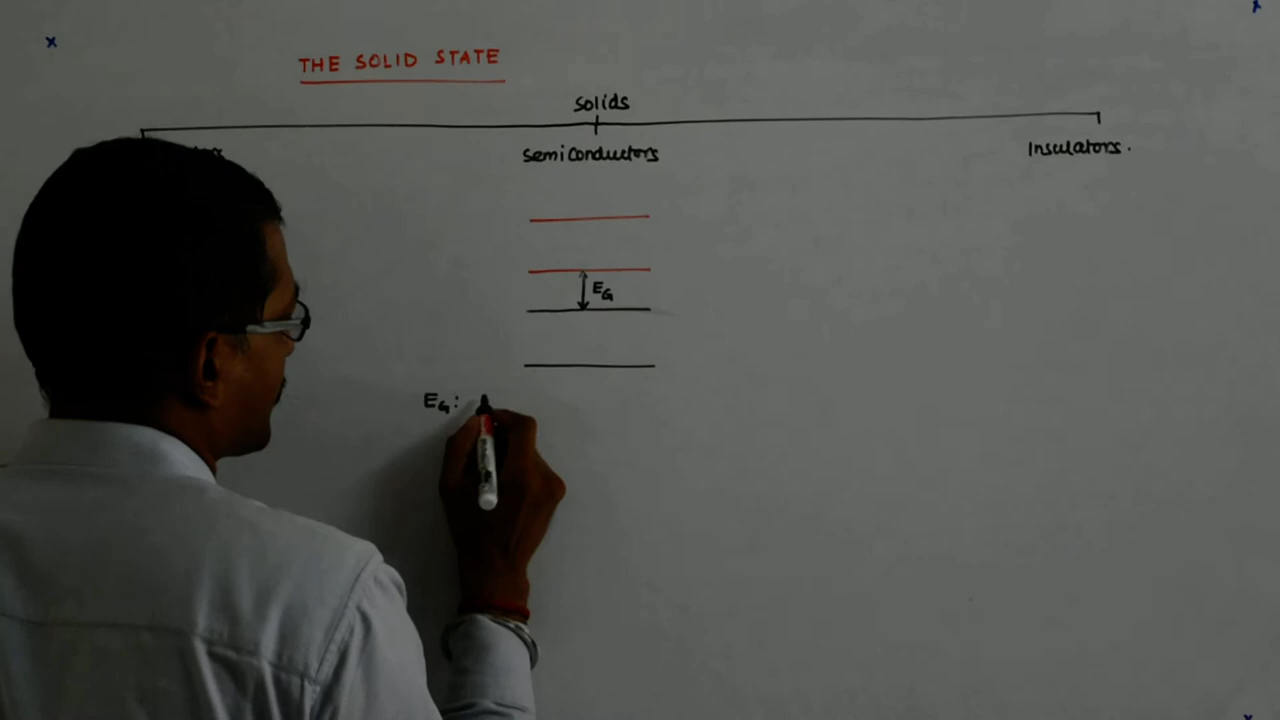 THE SOLID STATE
Solids
Semiconductors
Insulators.
EG
EG: